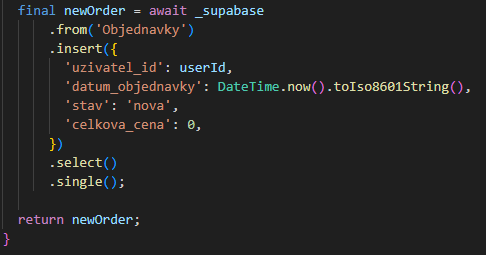 final newOrder = await _supabase
.from('Objednavky')
.insert({
'uzivatel_id': userId,
'datum_objednavky': DateTime.now().toIso8601String(),
'stav': 'nova',
'celkova_cena': 0,
})
.select()
.single();
return newOrder;
}